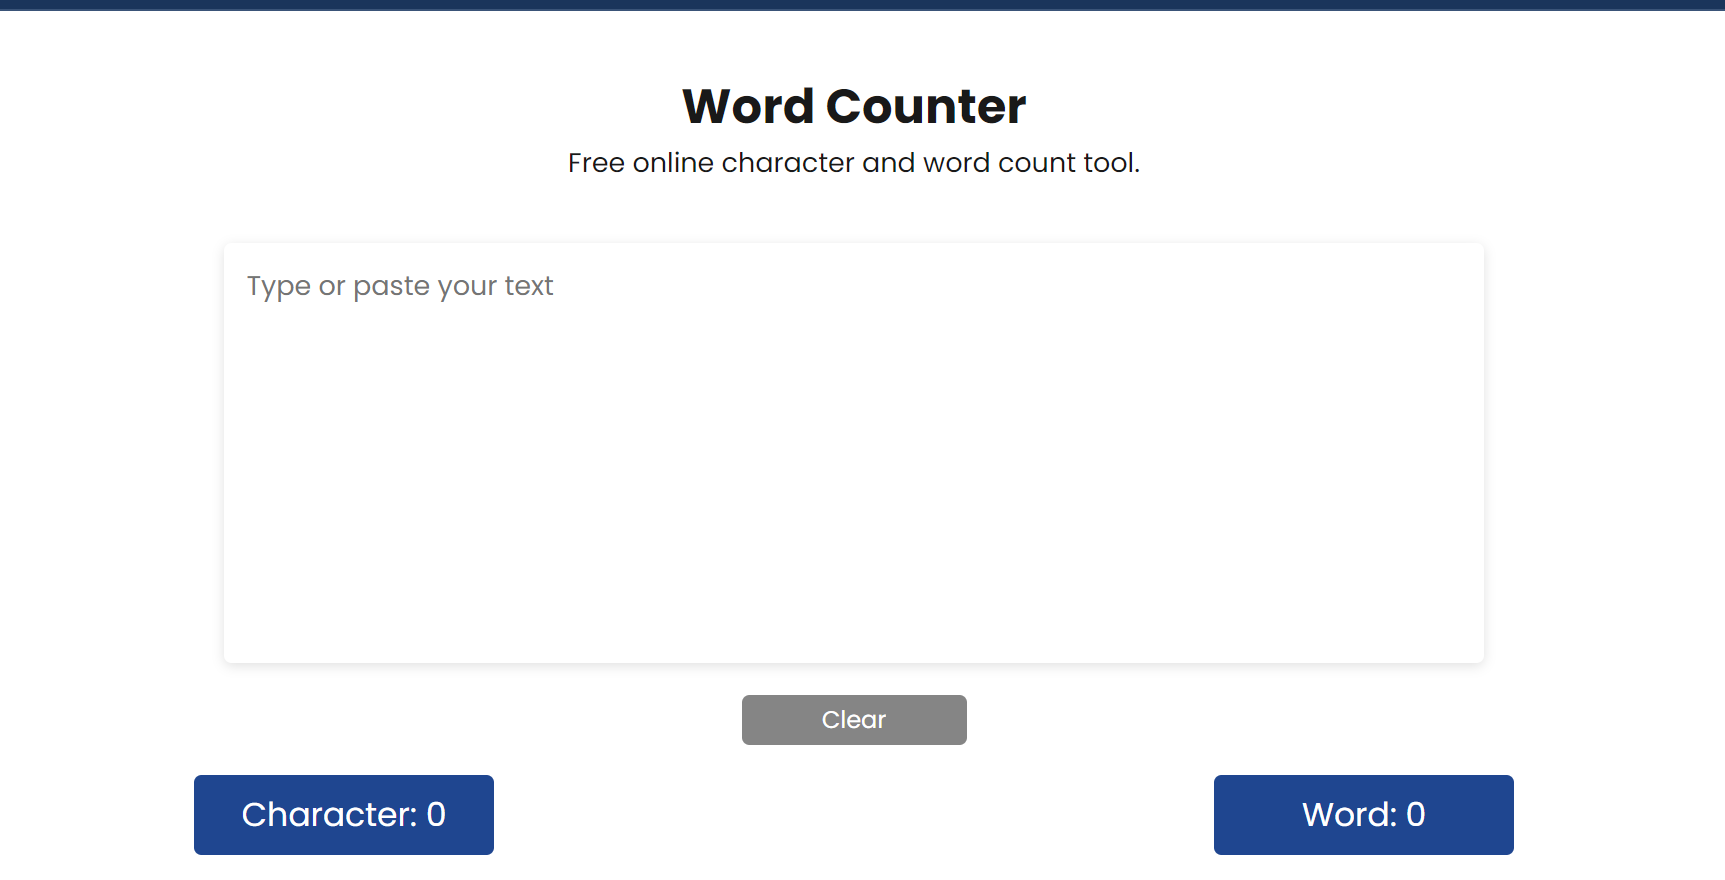 Word Counter
Free online character and word count tool.
Type or paste your text
Clear
Character: 0
Word: 0